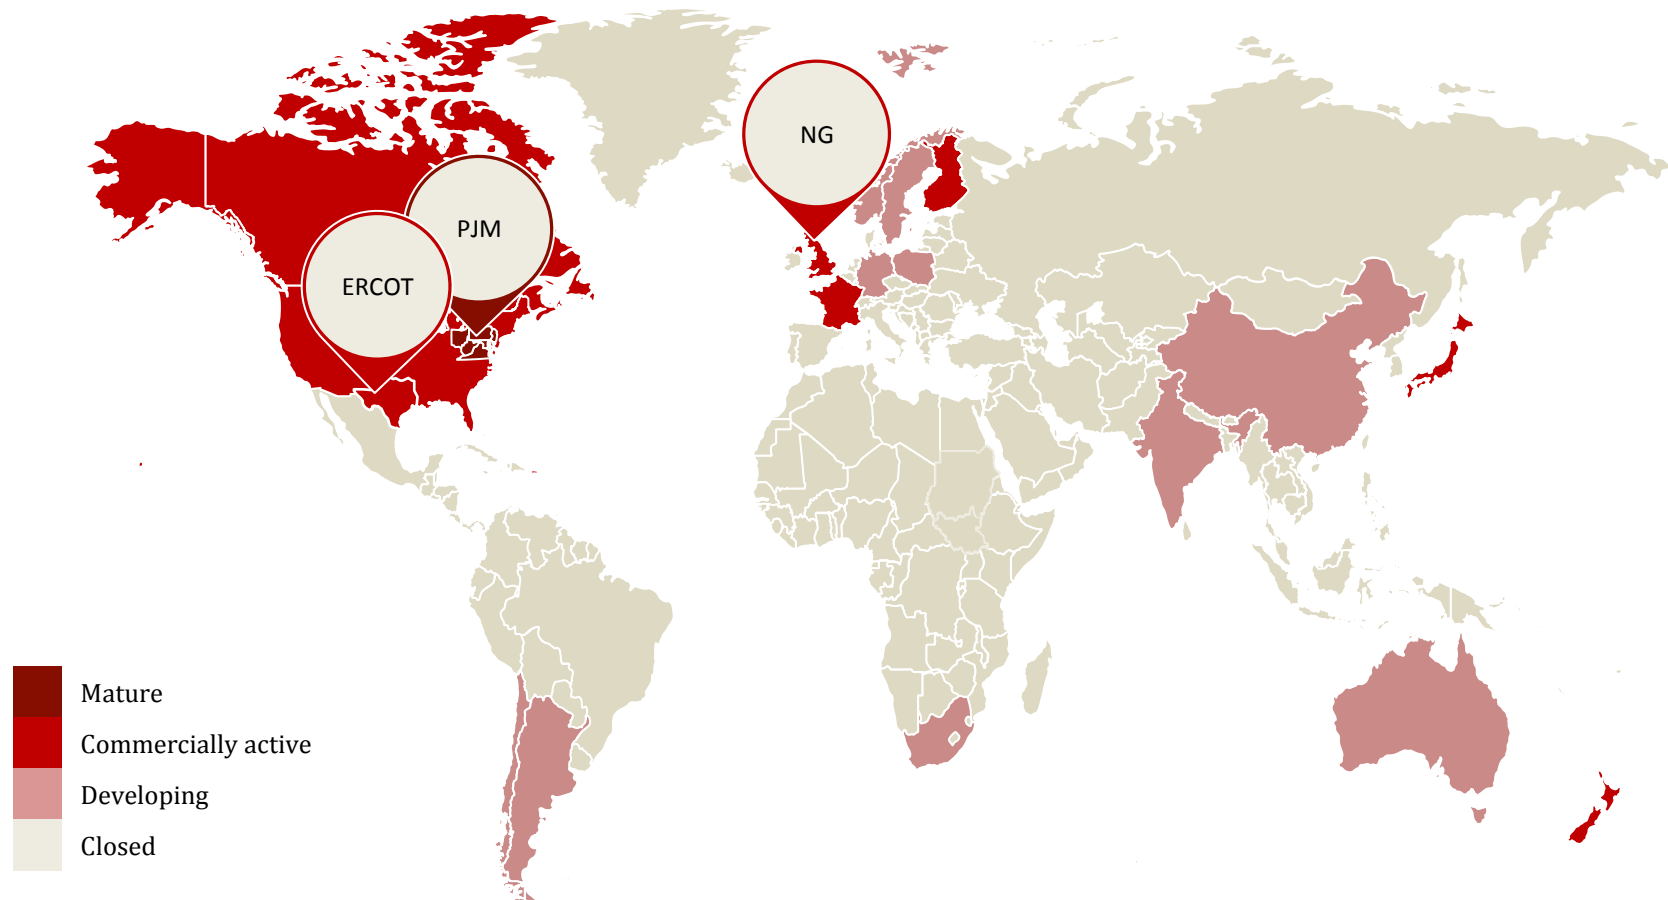 NG
PJM
ERCOT
Mature
Commercially active
Developing
Closed